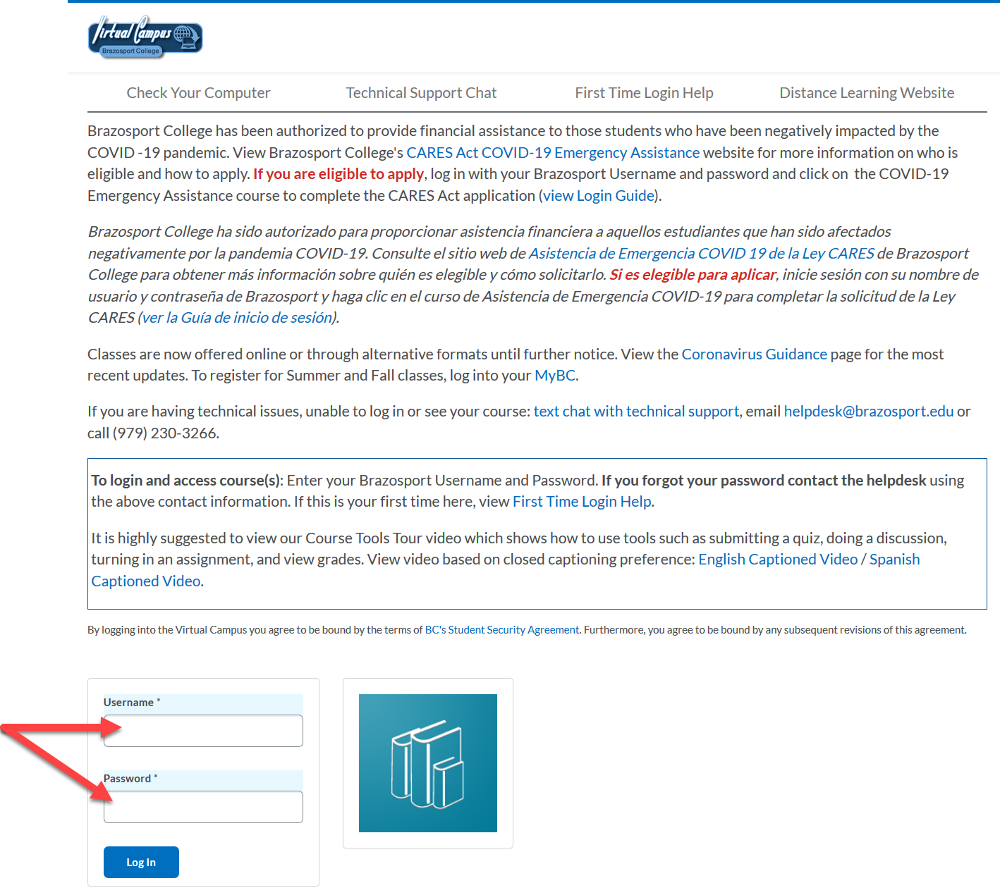 Virtual Campus
Brazosport College
Check Your Computer Technical Support Chat First Time Login Help Distance Learning Website
Brazosport College has been authorized to provide financial assistance to those students who have been negatively impacted by the
COVID -19 pandemic. View Brazosport College's CARES Act COVID-19 Emergency Assistance website for more information on who is
eligible and how to apply. If you are eligible to apply, log in with your Brazosport Username and password and click on  the COVID-19
Emergency Assistance course to complete the CARES Act application (view Login Guide).
Brazosport College ha sido autorizado para proporcionar asistencia financiera a aquellos estudiantes que han sido afectados
negativamente por la pandemia COVID-19. Consulte el sitio web de Asistencia de Emergencia COVID 19 de la Ley CARES de Brazosport
College para obtener más información sobre quién es elegible y cómo solicitarlo. Si es elegible para aplicar, inicie sesión con su nombre de
usuario y contraseña de Brazosport y haga clic en el curso de Asistencia de Emergencia COVID-19 para completar la solicitud de la Ley
CARES (ver la Guía de inicio de sesión).
Classes are now offered online or through alternative formats until further notice. View the Coronavirus Guidance page for the most
recent updates. To register for Summer and Fall classes, log into your MyBC.
If you are having technical issues, unable to log in or see your course: text chat with technical support, email helpdesk@brazosport.edu or
call (979) 230-3266.
To login and access course(s): Enter your Brazosport Username and Password. If you forgot your password contact the helpdesk using
the above contact information. If this is your first time here, view First Time Login Help.
It is highly suggested to view our Course Tools Tour video which shows how to use tools such as submitting a quiz, doing a discussion,
turning in an assignment, and view grades. View video based on closed captioning preference: English Captioned Video / Spanish
Captioned Video.
By logging into the Virtual Campus you agree to be bound by the terms of BC's Student Security Agreement. Furthermore, you agree to be bound by any subsequent revisions of this agreement.
Username *
Password *
Log In